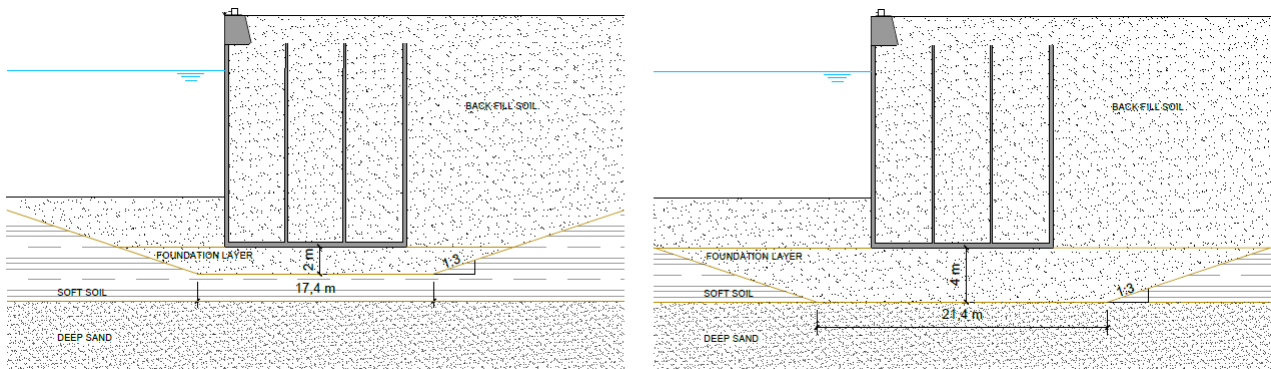 BACK FILL SOIL
FOUNDATION LAYER
2 m
1:3
17,4 m
SOFT SOIL
DEEP SAND
BACK FILL SOIL
FOUNDATION LAYER
4 m
SOFT SOIL
1:3
21,4 m
DEEP SAND